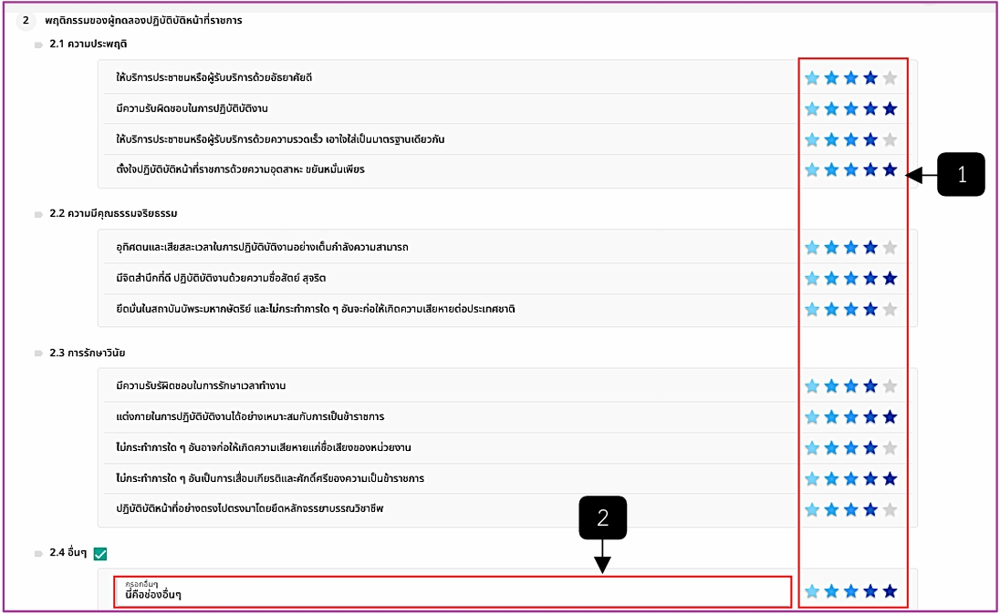 2 พฤติกรรมของผู้ทดลองปฏิบัติบัติหน้าที่ราชการ
2.1 ความประพฤติ
ให้บริการประชาชนหรือผู้รับบริการด้วยอัธยาศัยดี
มีความรับผิดชอบในการปฏิบัติบัติงาน
ให้บริการประชาชนหรือผู้รับบริการด้วยความรวดเร็ว เอาใจใส่เป็นมาตรฐานเดียวกัน
ตั้งใจปฏิบัติบัติหน้าที่ราชการด้วยความอุตสาหะ ขยันหมั่นเพียร
1
2.2 ความมีคุณธรรมจริยธรรม
อุทิศตนและเสียสละเวลาในการปฏิบัติบัติงานอย่างเต็มกำลังความสามารถ
มีจิตสำนึกที่ดี ปฏิบัติบัติงานด้วยความซื่อสัตย์ สุจริต
ยึดมั่นในสถาบันบัพระมหากษัตริย์ และไม่กระทำการใด ๆ อันจะก่อให้เกิดความเสียหายต่อประเทศชาติ
2.3 การรักษาวินัย
มีความรับรัผิดชอบในการรักษาเวลาทำงาน
แต่งกายในการปฏิบัติบัติงานได้อย่างเหมาะสมกับการเป็นข้าราชการ
ไม่กระทำการใด ๆ อันอาจก่อให้เกิดความเสียหายแก่ชื่อเสียงของหน่วยงาน
ไม่กระทำการใด ๆ อันเป็นการเสื่อมเกียรติและศักดิ์ศรีของความเป็นข้าราชการ
ปฏิบัติบัติหน้าที่อย่างตรงไปตรงมาโดยยึดหลักจรรยาบรรณวิชาชีพ
2
2.4 อื่นๆ
กรอกอื่นๆ
นี่คือช่องอื่นๆ